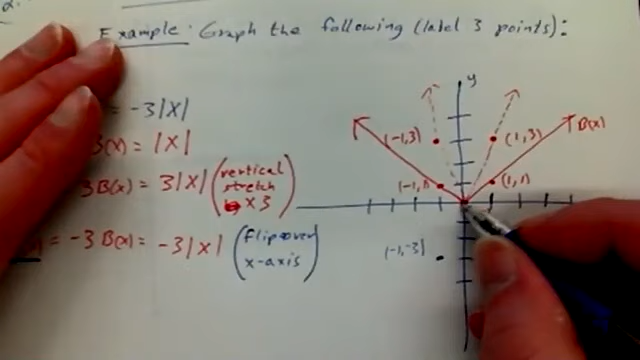 2.
Example: Graph the following (label 3 points):
= -3|x|
B(x) = |x|
3B(x) = 3|x| (vertical stretch x3)
= -3B(x) = -3|x| (flip over x-axis)
y
B(x)
(-1,3)
(1,3)
(-1,1)
(1,1)
(-1,-3)